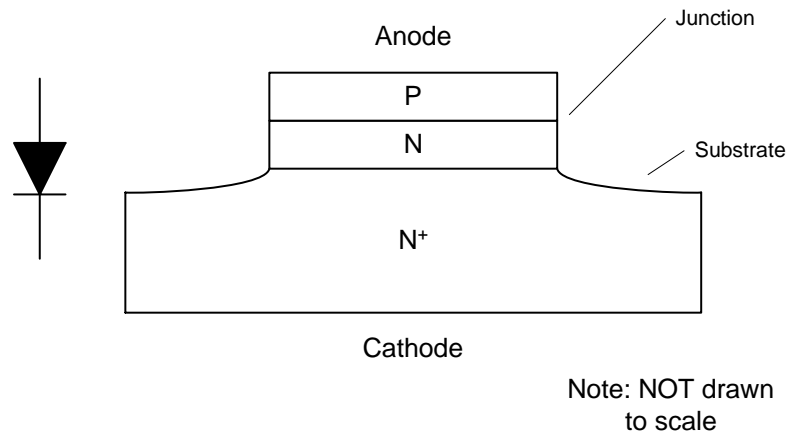 Junction
Anode
P
N
Substrate
N⁺
Cathode
Note: NOT drawn
to scale